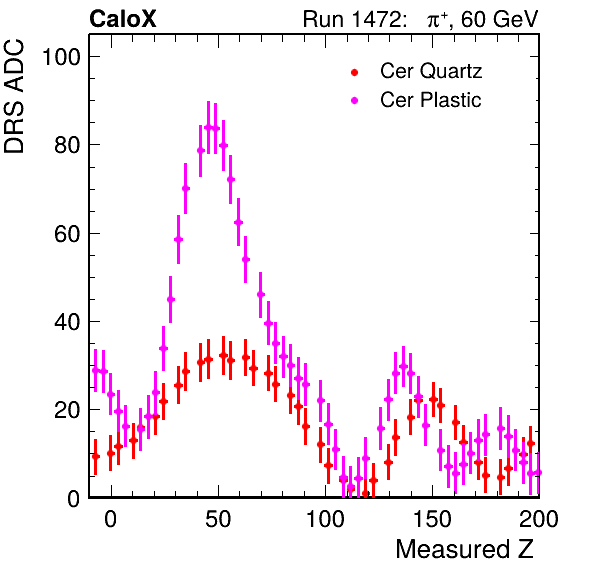 CaloX Run 1472: π⁺, 60 GeV
DRS ADC
Cer Quartz
Cer Plastic
100
80
60
40
20
0
0 50 100 150 200
Measured Z